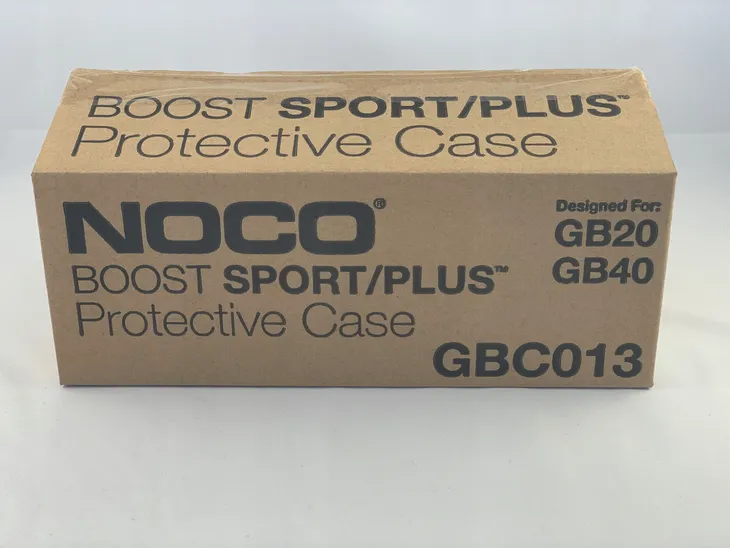 BOOST SPORT/PLUS™
Protective Case
NOCO®
BOOST SPORT/PLUS™
Protective Case
Designed For:
GB20
GB40
GBC013